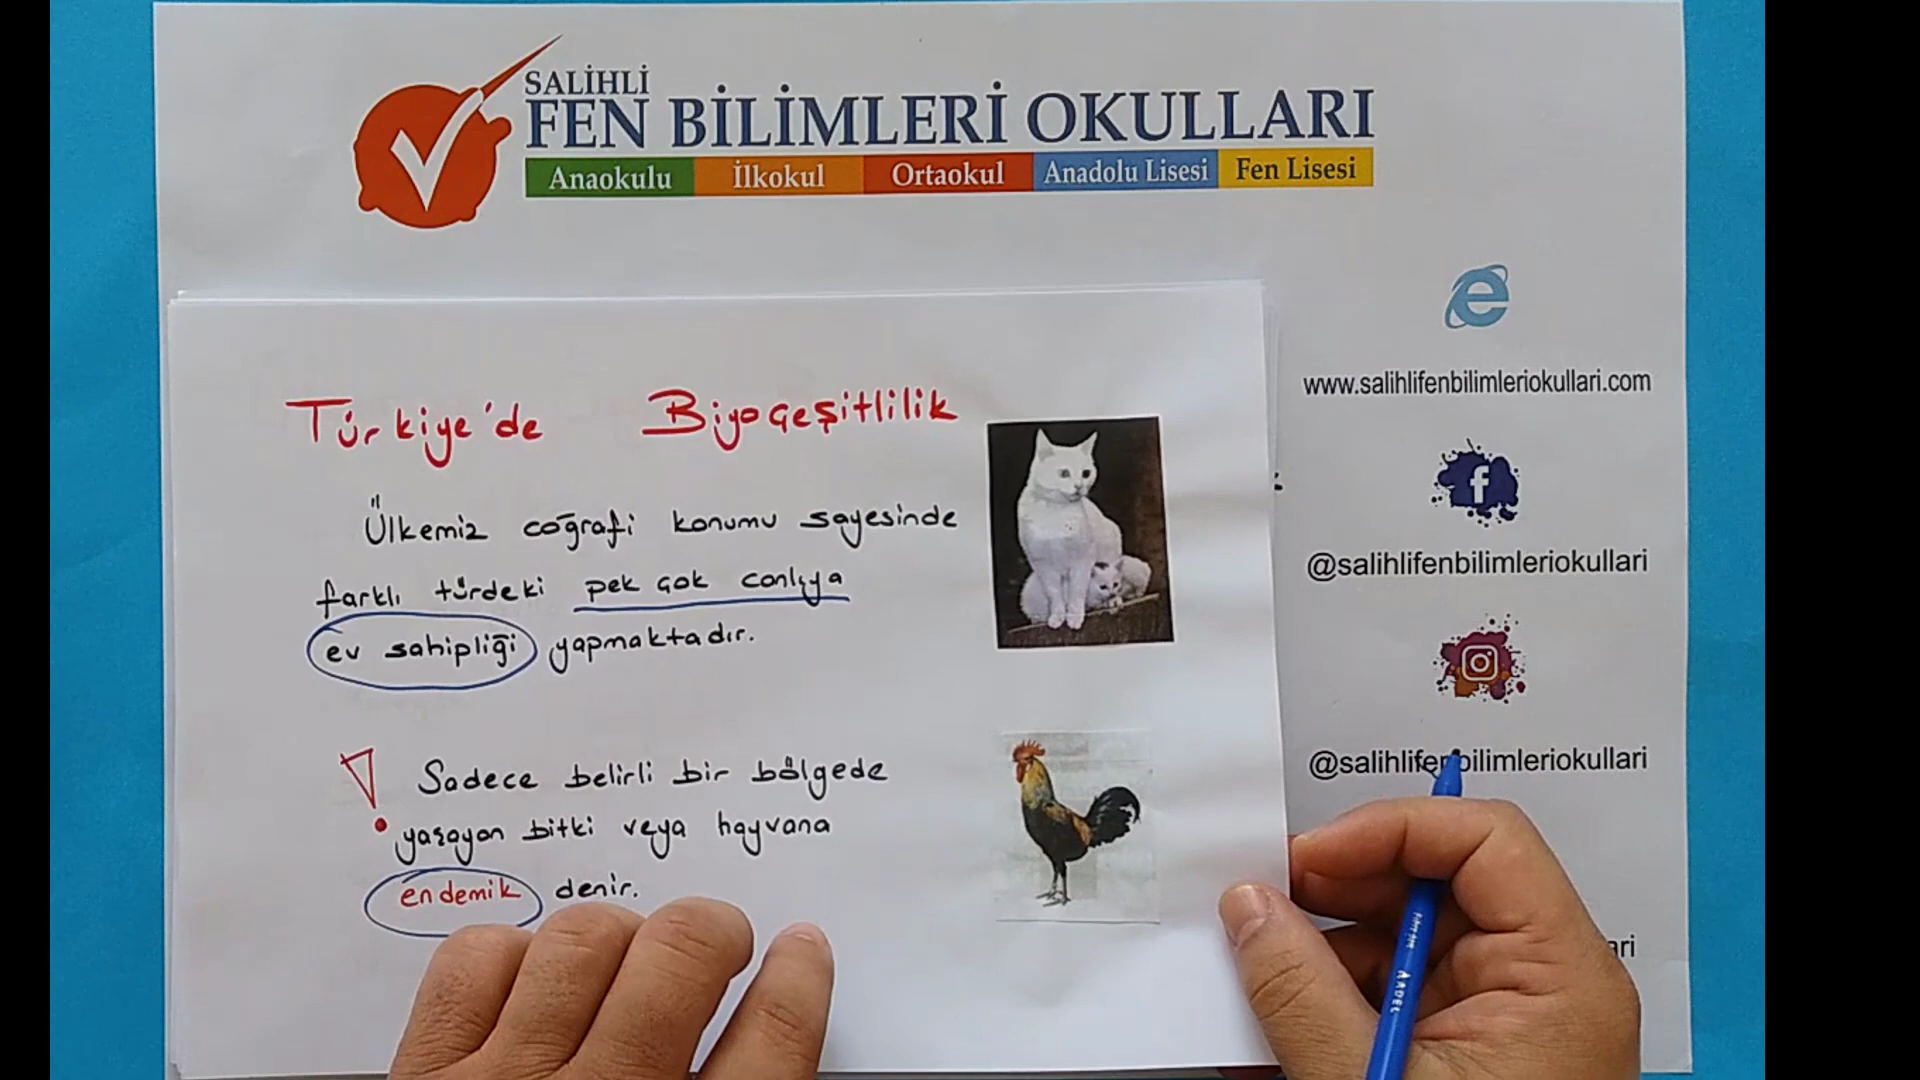 SALİHLİ
FEN BİLİMLERİ OKULLARI
Anaokulu İlkokul Ortaokul Anadolu Lisesi Fen Lisesi
www.salihlifenbilimleriokullari.com
@salihlifenbilimleriokullari
@salihlifenbilimleriokullari
Türkiye'de Biyoçeşitlilik
Ülkemiz coğrafi konumu sayesinde
farklı türdeki pek çok canlıya
ev sahipliği yapmaktadır.
! Sadece belirli bir bölgede
yaşayan bitki veya hayvana
endemik denir.